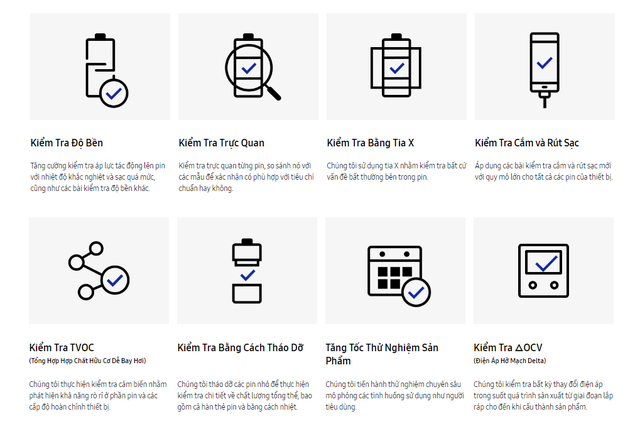 Kiểm Tra Độ Bền
Tăng cường kiểm tra áp lực tác động lên pin
với nhiệt độ khắc nghiệt và sạc quá mức,
cũng như các bài kiểm tra độ bền khác.
Kiểm Tra Trực Quan
Kiểm tra trực quan từng pin, so sánh nó với
các mẫu để xác nhận có phù hợp với tiêu chí
chuẩn hay không.
Kiểm Tra Bằng Tia X
Chúng tôi sử dụng tia X nhằm kiểm tra bất cứ
vấn đề bất thường bên trong pin.
Kiểm Tra Cắm và Rút Sạc
Áp dụng các bài kiểm tra cắm và rút sạc mới
với quy mô lớn cho tất cả các pin của thiết bị.
Kiểm Tra TVOC
(Tổng Hợp Hợp Chất Hữu Cơ Dễ Bay Hơi)
Chúng tôi thực hiện kiểm tra cảm biến nhằm
phát hiện khả năng rò rỉ ở phần pin và các
cấp độ hoàn chỉnh thiết bị.
Kiểm Tra Bằng Cách Tháo Dỡ
Chúng tôi tháo dỡ các pin nhỏ để thực hiện
kiểm tra chi tiết về chất lượng tổng thể, bao
gồm cả hàn thẻ pin và băng cách nhiệt.
Tăng Tốc Thử Nghiệm Sản
Phẩm
Chúng tôi tiến hành thử nghiệm chuyên sâu
mô phỏng các tình huống sử dụng như người
tiêu dùng.
Kiểm Tra △OCV
(Điện Áp Hở Mạch Delta)
Chúng tôi kiểm tra bất kỳ thay đổi điện áp
trong suốt quá trình sản xuất từ giai đoạn lắp
ráp cho đến khi cấu thành sản phẩm.